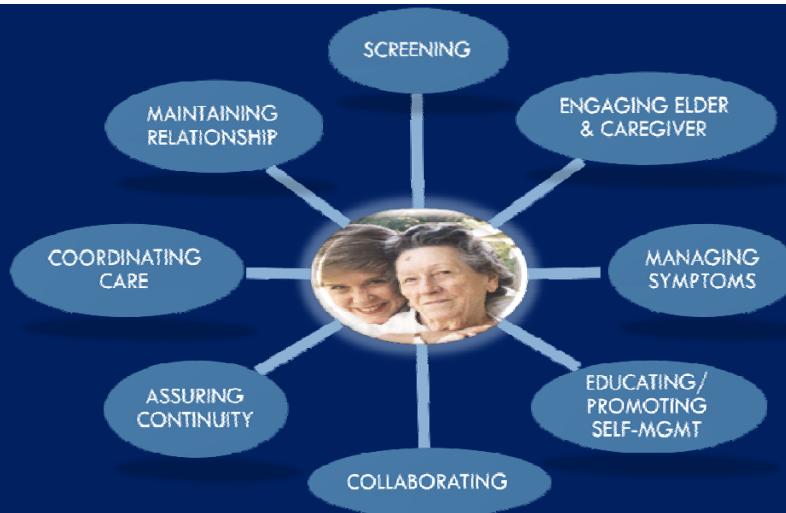 SCREENING
ENGAGING ELDER
& CAREGIVER
MANAGING
SYMPTOMS
EDUCATING/
PROMOTING
SELF-MGMT
COLLABORATING
ASSURING
CONTINUITY
COORDINATING
CARE
MAINTAINING
RELATIONSHIP